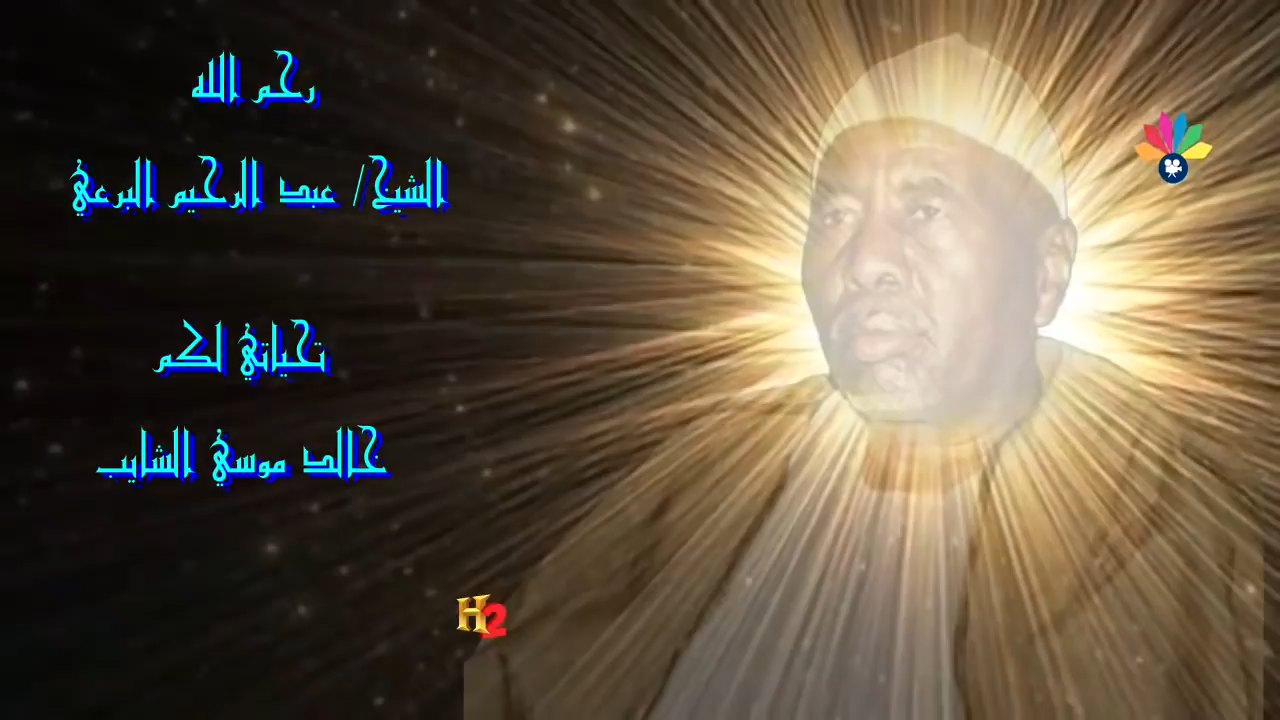 رحم الله
الشيخ/ عبد الرحيم البرعي
تحياتي لكم
خالد موسى الشايب
H2